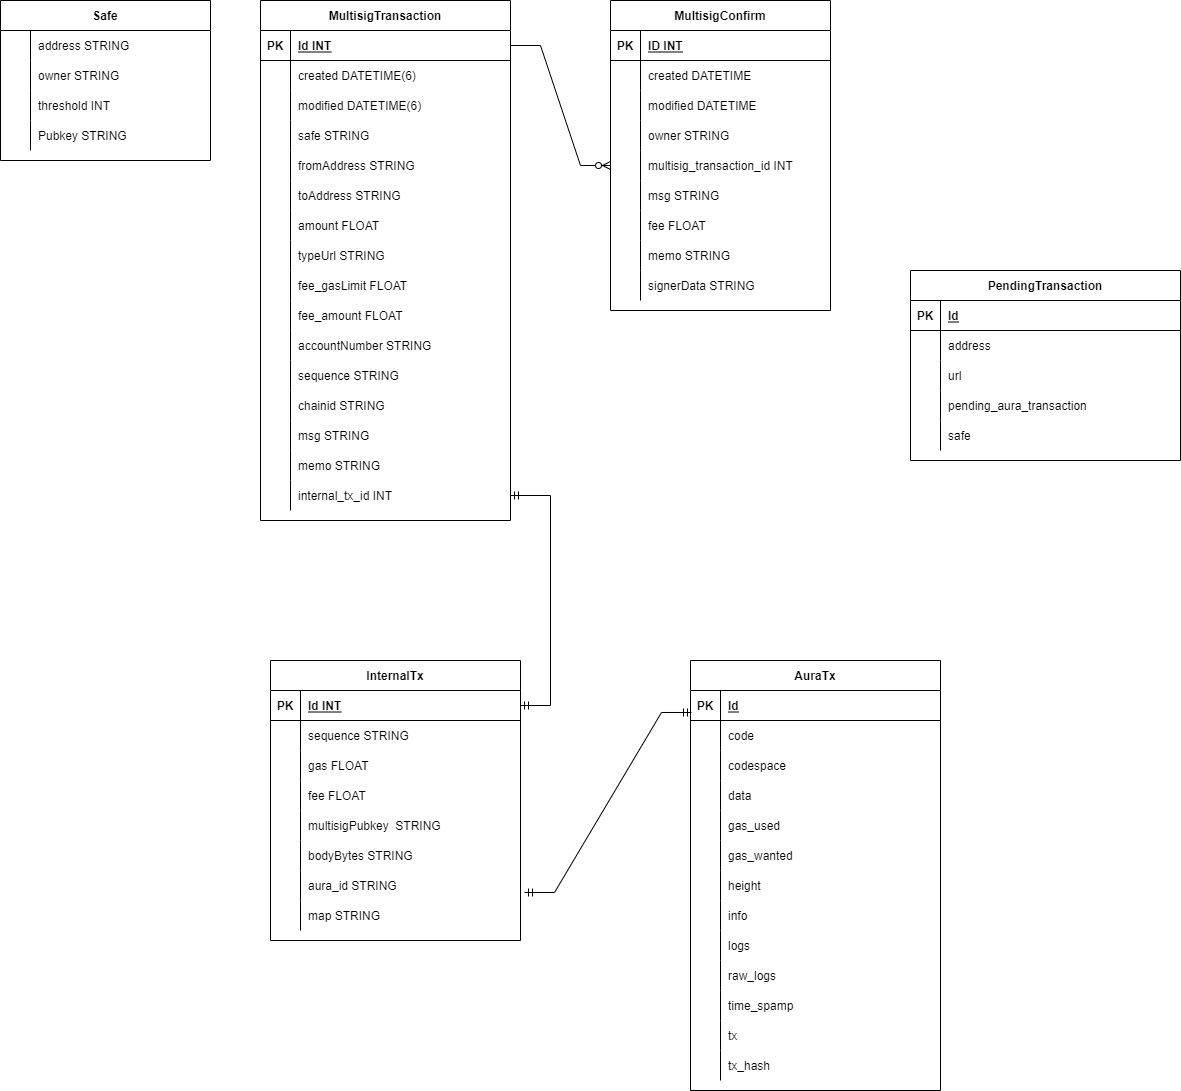 Safe
address STRING
owner STRING
threshold INT
Pubkey STRING
MultisigTransaction
PK Id INT
created DATETIME(6)
modified DATETIME(6)
safe STRING
fromAddress STRING
toAddress STRING
amount FLOAT
typeUrl STRING
fee_gasLimit FLOAT
fee_amount FLOAT
accountNumber STRING
sequence STRING
chainid STRING
msg STRING
memo STRING
internal_tx_id INT
MultisigConfirm
PK ID INT
created DATETIME
modified DATETIME
owner STRING
multisig_transaction_id INT
msg STRING
fee FLOAT
memo STRING
signerData STRING
PendingTransaction
PK Id
address
url
pending_aura_transaction
safe
InternalTx
PK Id INT
sequence STRING
gas FLOAT
fee FLOAT
multisigPubkey  STRING
bodyBytes STRING
aura_id STRING
map STRING
AuraTx
PK Id
code
codespace
data
gas_used
gas_wanted
height
info
logs
raw_logs
time_spamp
tx
tx_hash